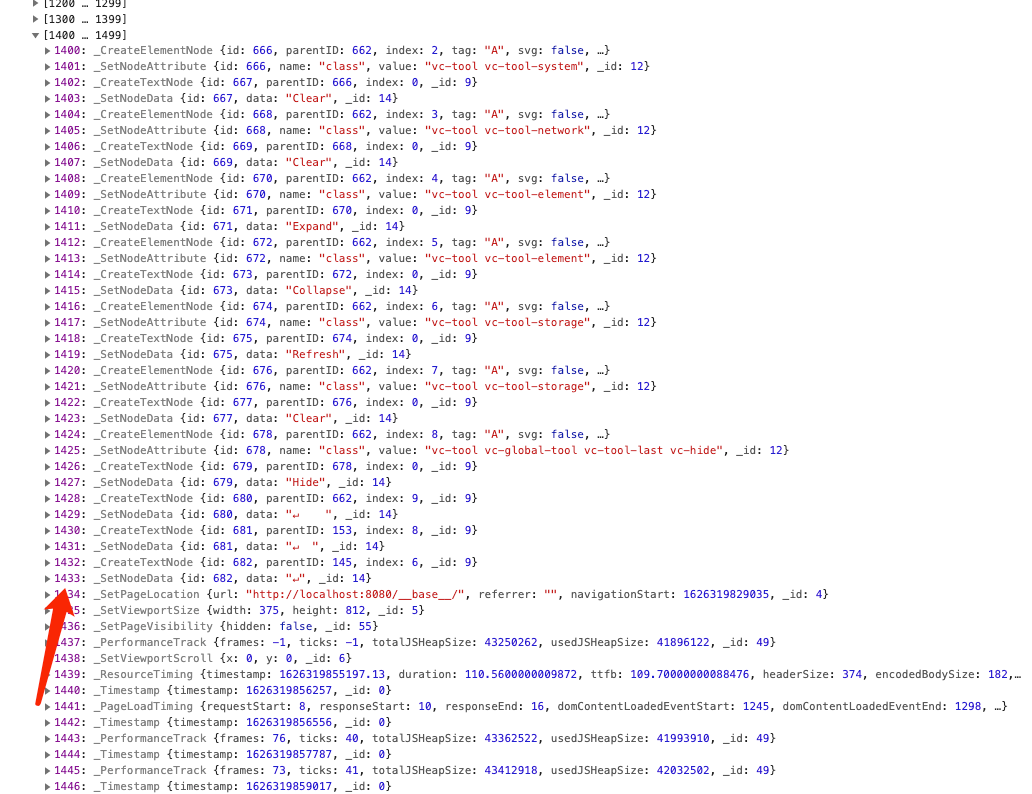 [1200 … 1299]
[1300 … 1399]
[1400 … 1499]
1400: _CreateElementNode {id: 666, parentID: 662, index: 2, tag: "A", svg: false, …}
1401: _SetNodeAttribute {id: 666, name: "class", value: "vc-tool vc-tool-system", _id: 12}
1402: _CreateTextNode {id: 667, parentID: 666, index: 0, _id: 9}
1403: _SetNodeData {id: 667, data: "Clear", _id: 14}
1404: _CreateElementNode {id: 668, parentID: 662, index: 3, tag: "A", svg: false, …}
1405: _SetNodeAttribute {id: 668, name: "class", value: "vc-tool vc-tool-network", _id: 12}
1406: _CreateTextNode {id: 669, parentID: 668, index: 0, _id: 9}
1407: _SetNodeData {id: 669, data: "Clear", _id: 14}
1408: _CreateElementNode {id: 670, parentID: 662, index: 4, tag: "A", svg: false, …}
1409: _SetNodeAttribute {id: 670, name: "class", value: "vc-tool vc-tool-element", _id: 12}
1410: _CreateTextNode {id: 671, parentID: 670, index: 0, _id: 9}
1411: _SetNodeData {id: 671, data: "Expand", _id: 14}
1412: _CreateElementNode {id: 672, parentID: 662, index: 5, tag: "A", svg: false, …}
1413: _SetNodeAttribute {id: 672, name: "class", value: "vc-tool vc-tool-element", _id: 12}
1414: _CreateTextNode {id: 673, parentID: 672, index: 0, _id: 9}
1415: _SetNodeData {id: 673, data: "Collapse", _id: 14}
1416: _CreateElementNode {id: 674, parentID: 662, index: 6, tag: "A", svg: false, …}
1417: _SetNodeAttribute {id: 674, name: "class", value: "vc-tool vc-tool-storage", _id: 12}
1418: _CreateTextNode {id: 675, parentID: 674, index: 0, _id: 9}
1419: _SetNodeData {id: 675, data: "Refresh", _id: 14}
1420: _CreateElementNode {id: 676, parentID: 662, index: 7, tag: "A", svg: false, …}
1421: _SetNodeAttribute {id: 676, name: "class", value: "vc-tool vc-tool-storage", _id: 12}
1422: _CreateTextNode {id: 677, parentID: 676, index: 0, _id: 9}
1423: _SetNodeData {id: 677, data: "Clear", _id: 14}
1424: _CreateElementNode {id: 678, parentID: 662, index: 8, tag: "A", svg: false, …}
1425: _SetNodeAttribute {id: 678, name: "class", value: "vc-tool vc-global-tool vc-tool-last vc-hide", _id: 12}
1426: _CreateTextNode {id: 679, parentID: 678, index: 0, _id: 9}
1427: _SetNodeData {id: 679, data: "Hide", _id: 14}
1428: _CreateTextNode {id: 680, parentID: 662, index: 9, _id: 9}
1429: _SetNodeData {id: 680, data: "↵    ", _id: 14}
1430: _CreateTextNode {id: 681, parentID: 153, index: 8, _id: 9}
1431: _SetNodeData {id: 681, data: "↵  ", _id: 14}
1432: _CreateTextNode {id: 682, parentID: 145, index: 6, _id: 9}
1433: _SetNodeData {id: 682, data: "↵", _id: 14}
1434: _SetPageLocation {url: "http://localhost:8080/__base__/", referrer: "", navigationStart: 1626319829035, _id: 4}
_SetViewportSize {width: 375, height: 812, _id: 5}
_SetPageVisibility {hidden: false, _id: 55}
1437: _PerformanceTrack {frames: −1, ticks: −1, totalJSHeapSize: 43250262, usedJSHeapSize: 41896122, _id: 49}
1438: _SetViewportScroll {x: 0, y: 0, _id: 6}
1439: _ResourceTiming {timestamp: 1626319855197.13, duration: 110.5600000009872, ttfb: 109.70000000088476, headerSize: 374, encodedBodySize: 182,…
1440: _Timestamp {timestamp: 1626319856257, _id: 0}
1441: _PageLoadTiming {requestStart: 8, responseStart: 10, responseEnd: 16, domContentLoadedEventStart: 1245, domContentLoadedEventEnd: 1298, …}
1442: _Timestamp {timestamp: 1626319856556, _id: 0}
1443: _PerformanceTrack {frames: 76, ticks: 40, totalJSHeapSize: 43362522, usedJSHeapSize: 41993910, _id: 49}
1444: _Timestamp {timestamp: 1626319857787, _id: 0}
1445: _PerformanceTrack {frames: 73, ticks: 41, totalJSHeapSize: 43412918, usedJSHeapSize: 42032502, _id: 49}
1446: _Timestamp {timestamp: 1626319859017, _id: 0}